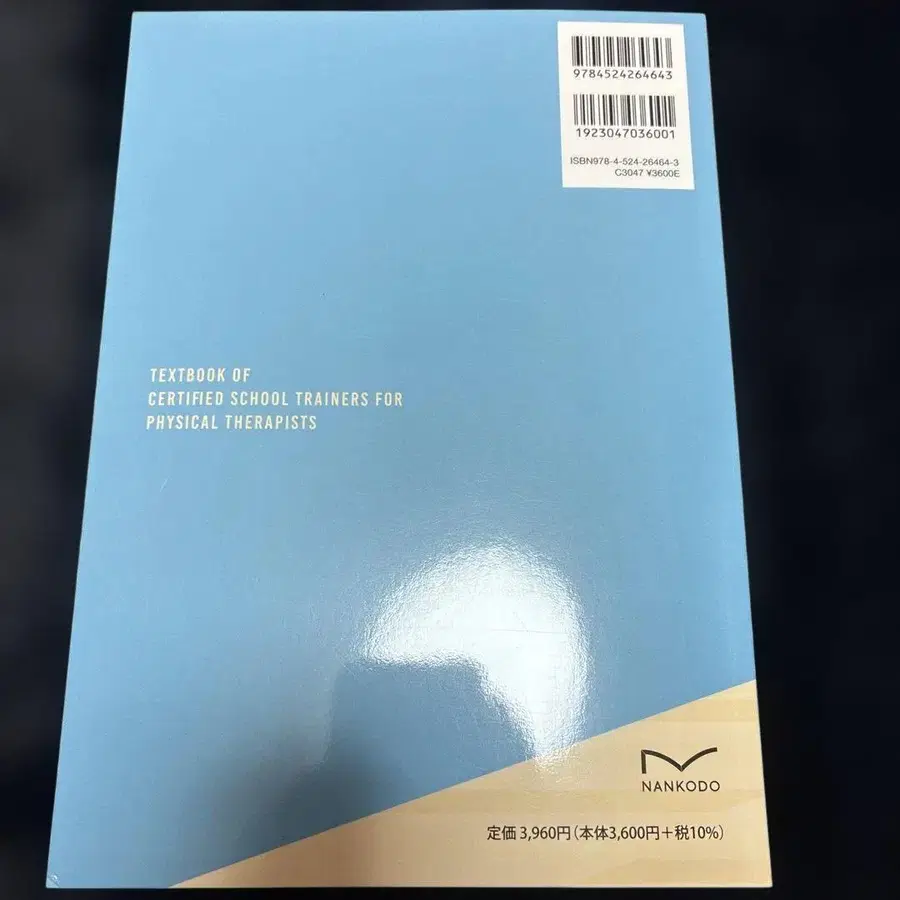 9784524264643
1923047036001
ISBN978-4-524-26464-3
C3047 ¥3600E
TEXTBOOK OF
CERTIFIED SCHOOL TRAINERS FOR
PHYSICAL THERAPISTS
NANKODO
定価 3,960円(本体3,600円+税10%)